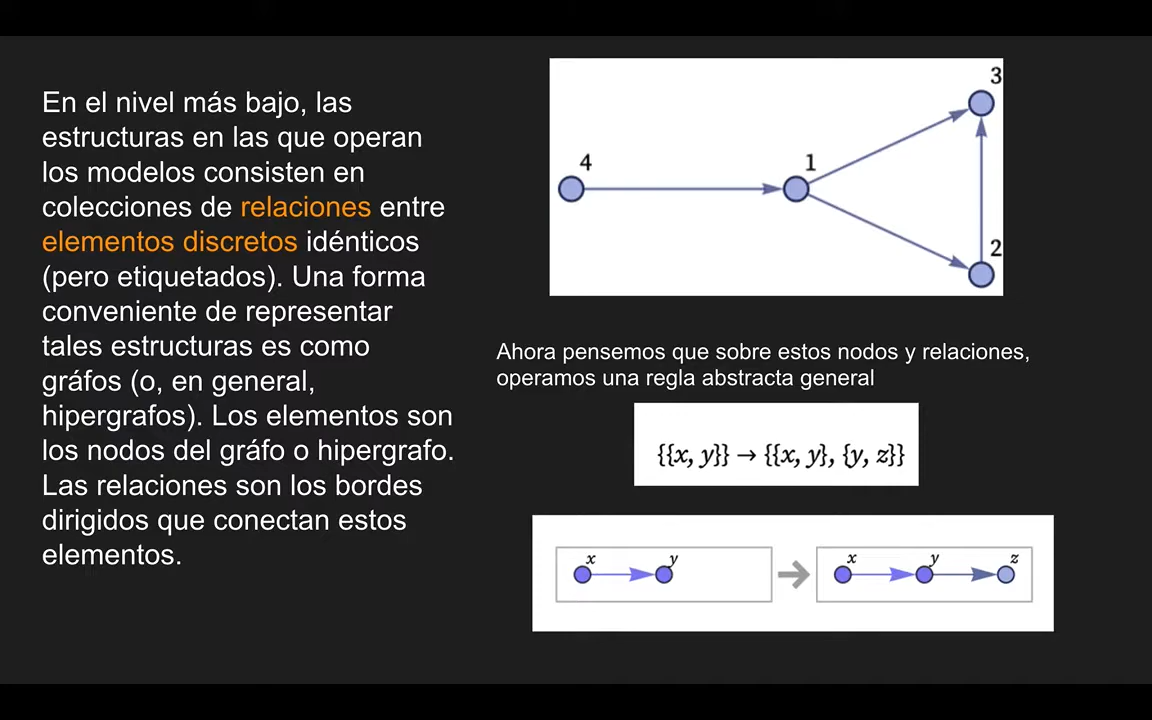 En el nivel más bajo, las
estructuras en las que operan
los modelos consisten en
colecciones de relaciones entre
elementos discretos idénticos
(pero etiquetados). Una forma
conveniente de representar
tales estructuras es como
gráfos (o, en general,
hipergrafos). Los elementos son
los nodos del gráfo o hipergrafo.
Las relaciones son los bordes
dirigidos que conectan estos
elementos.
3
4
1
2
Ahora pensemos que sobre estos nodos y relaciones,
operamos una regla abstracta general
{{x, y}} → {{x, y}, {y, z}}
x y x y z